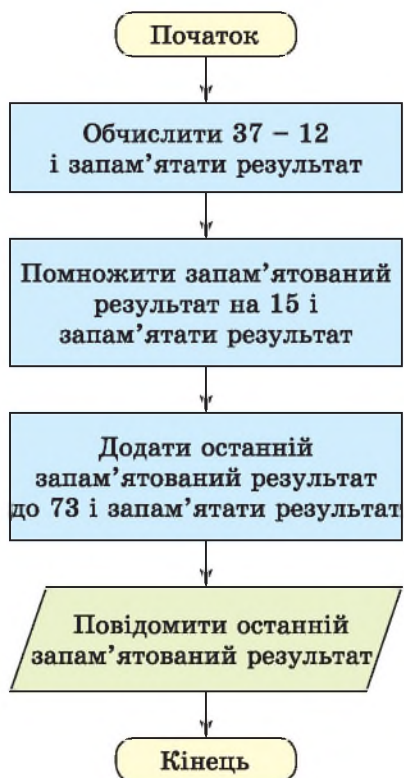 Початок
Обчислити 37 – 12
і запам’ятати результат
Помножити запам’ятований
результат на 15 і
запам’ятати результат
Додати останній
запам’ятований результат
до 73 і запам’ятати результат
Повідомити останній
запам’ятований результат
Кінець